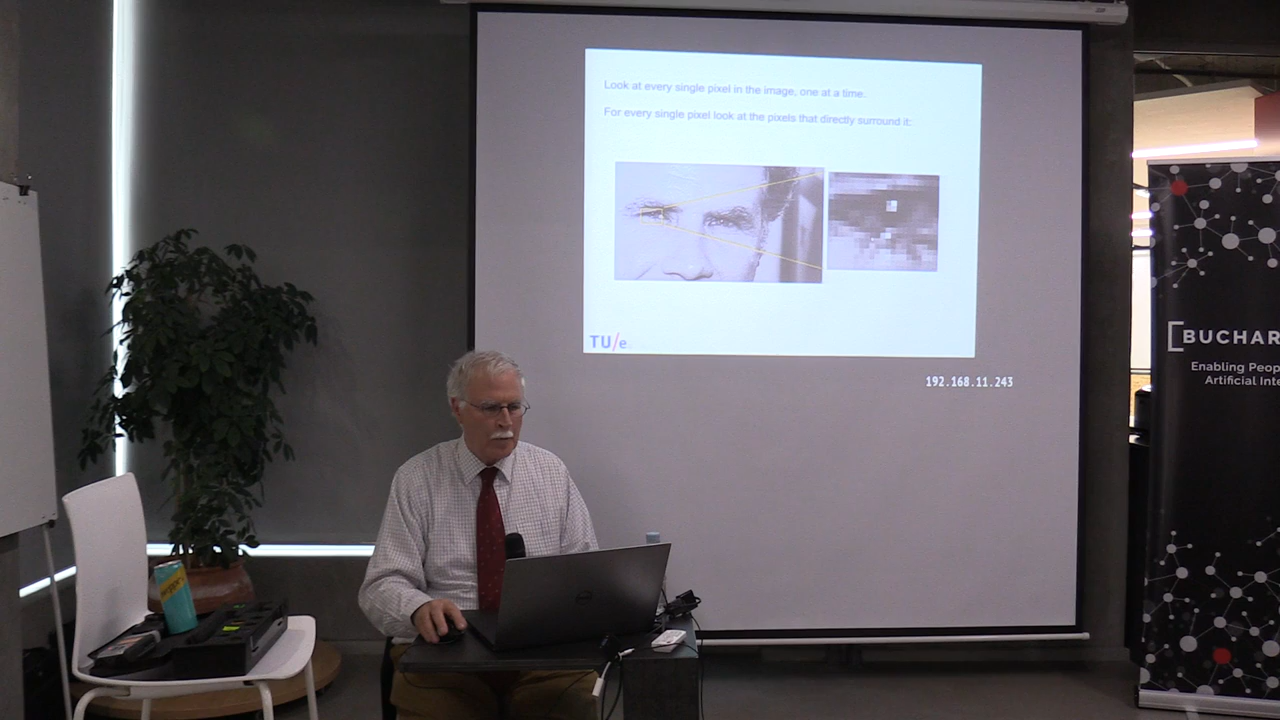 Look at every single pixel in the image, one at a time.
For every single pixel look at the pixels that directly surround it:
TU/e
192.168.11.243
[BUCHAR
Enabling Peop
Artificial Inte